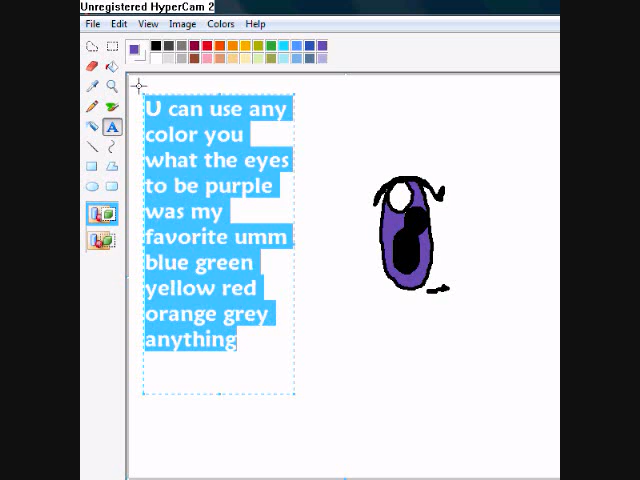 Unregistered HyperCam 2
File Edit View Image Colors Help
A
U can use any
color you
what the eyes
to be purple
was my
favorite umm
blue green
yellow red
orange grey
anything